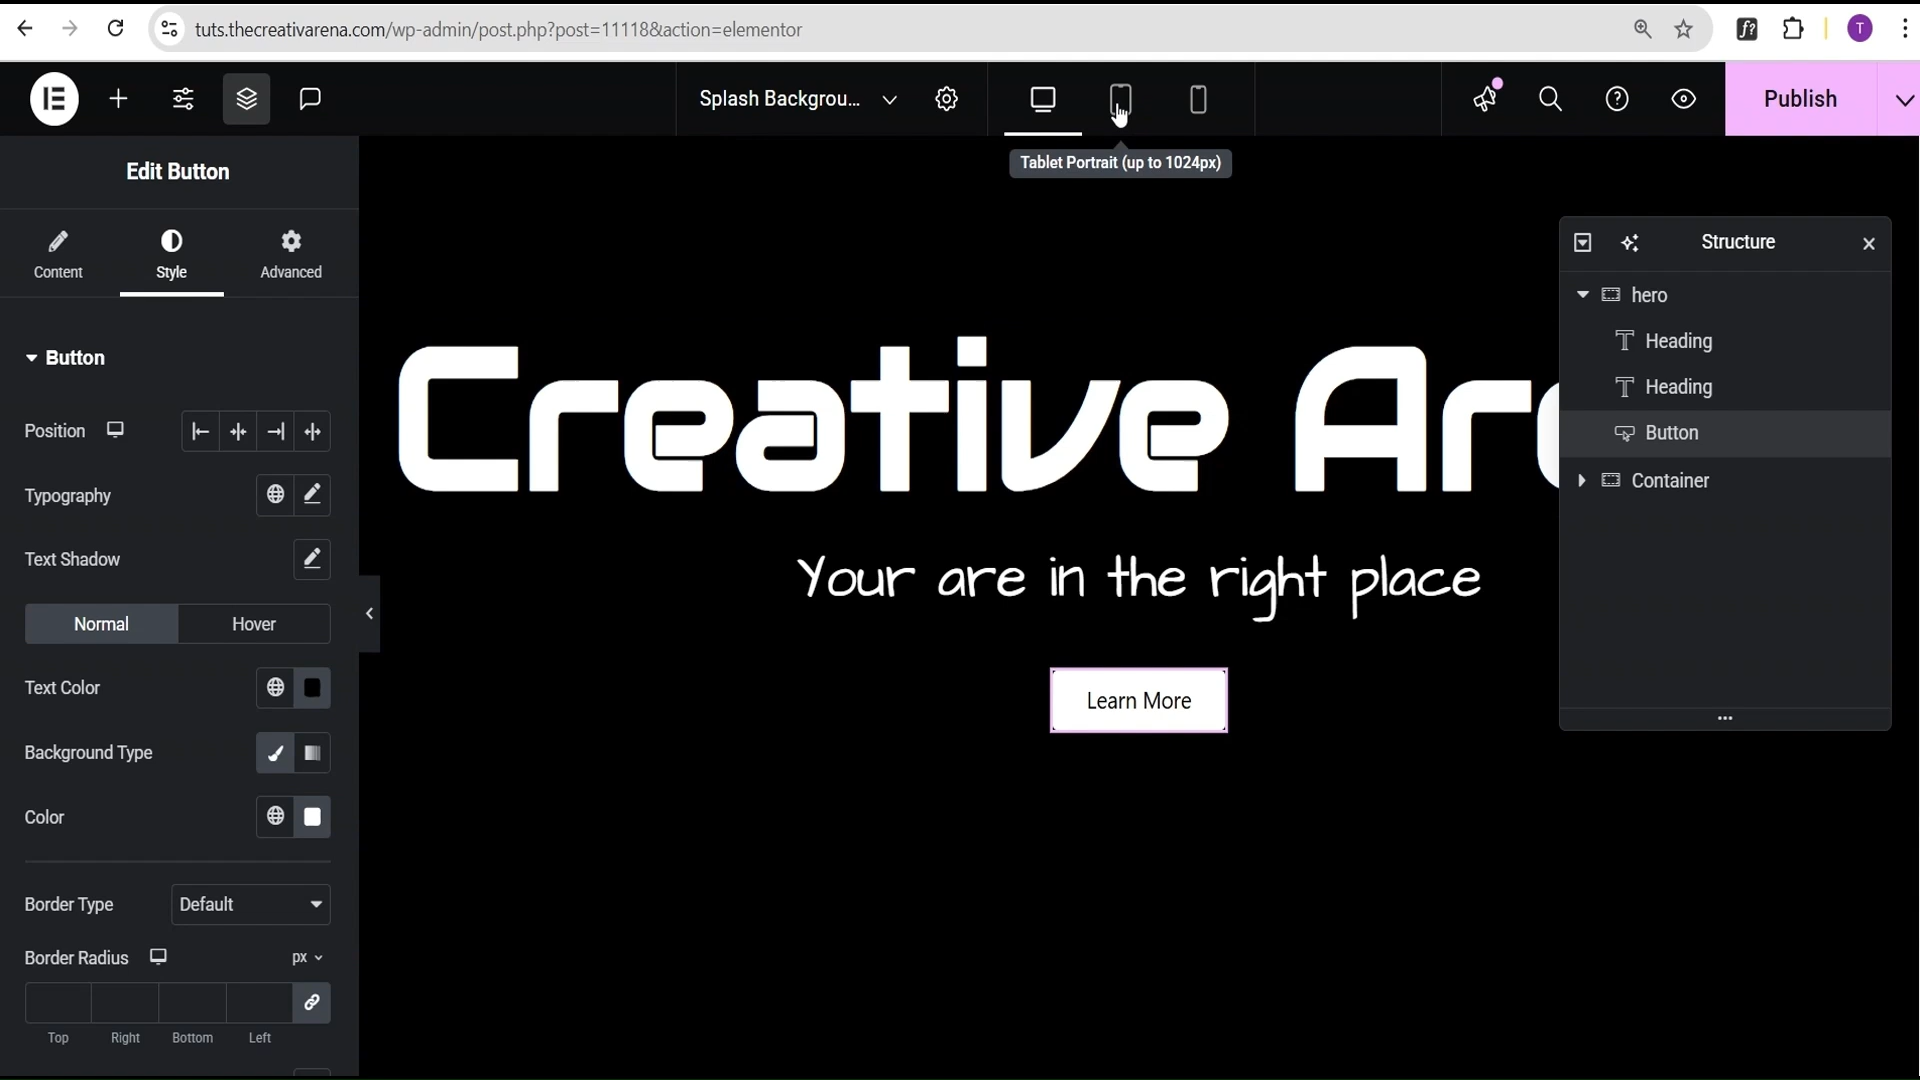 tuts.thecreativarena.com/wp-admin/post.php?post=11118&action=elementor
T
Splash Backgrou...
Publish
Tablet Portrait (up to 1024px)
Edit Button
Content
Style
Advanced
Button
Position
Typography
Text Shadow
Normal
Hover
Text Color
Background Type
Color
Border Type
Default
Border Radius
px
Top
Right
Bottom
Left
Creative Are
Your are in the right place
Learn More
Structure
hero
Heading
Heading
Button
Container